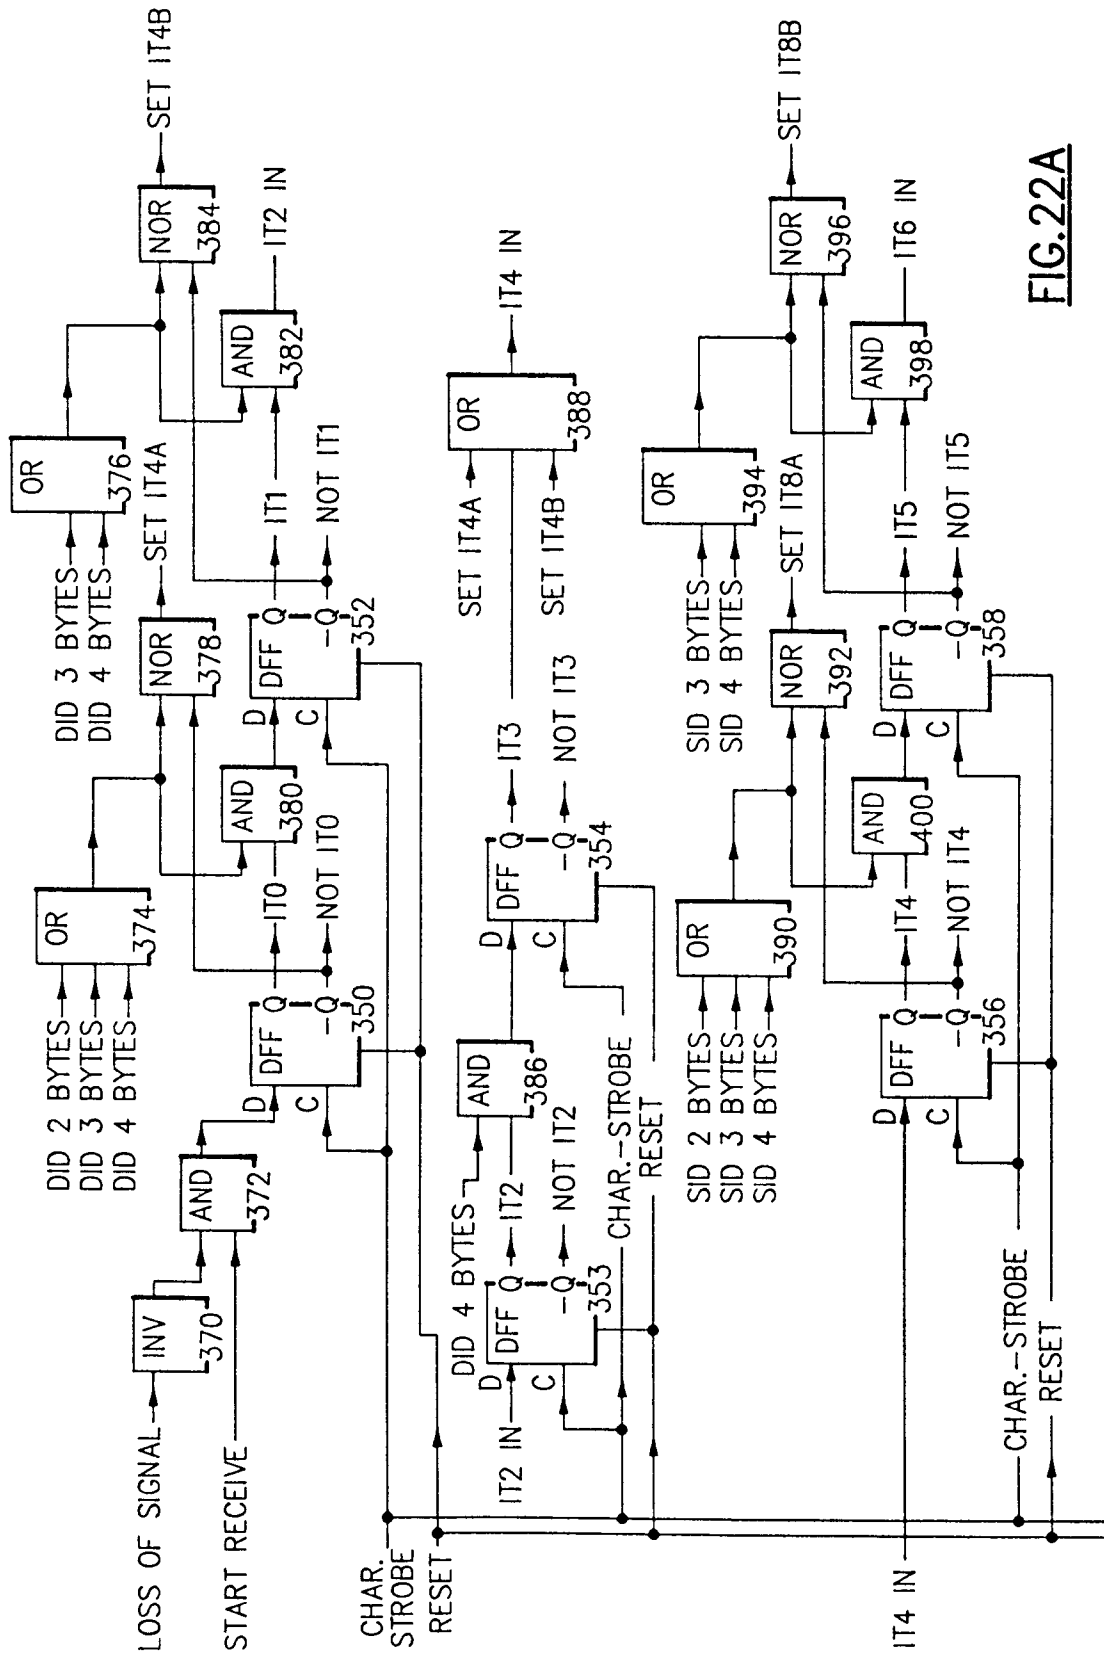 LOSS OF SIGNAL
START RECEIVE
INV
370
AND
372
DID 2 BYTES
DID 3 BYTES
DID 4 BYTES
OR
374
DID 3 BYTES
DID 4 BYTES
OR
376
NOR
378
SET IT4A
NOR
384
SET IT4B
D
C
DFF
Q
-Q
350
IT0
NOT IT0
AND
380
D
C
DFF
Q
-Q
352
IT1
NOT IT1
AND
382
IT2 IN
CHAR.
STROBE
RESET
IT2 IN
D
C
DFF
Q
-Q
353
DID 4 BYTES
IT2
NOT IT2
AND
386
CHAR.-STROBE
RESET
D
C
DFF
Q
-Q
354
IT3
NOT IT3
SET IT4A
SET IT4B
OR
388
IT4 IN
SID 2 BYTES
SID 3 BYTES
SID 4 BYTES
OR
390
SID 3 BYTES
SID 4 BYTES
OR
394
NOR
392
SET IT8A
NOR
396
SET IT8B
IT4 IN
D
C
DFF
Q
-Q
356
IT4
NOT IT4
AND
400
D
C
DFF
Q
-Q
358
IT5
NOT IT5
AND
398
IT6 IN
CHAR.-STROBE
RESET
FIG.22A